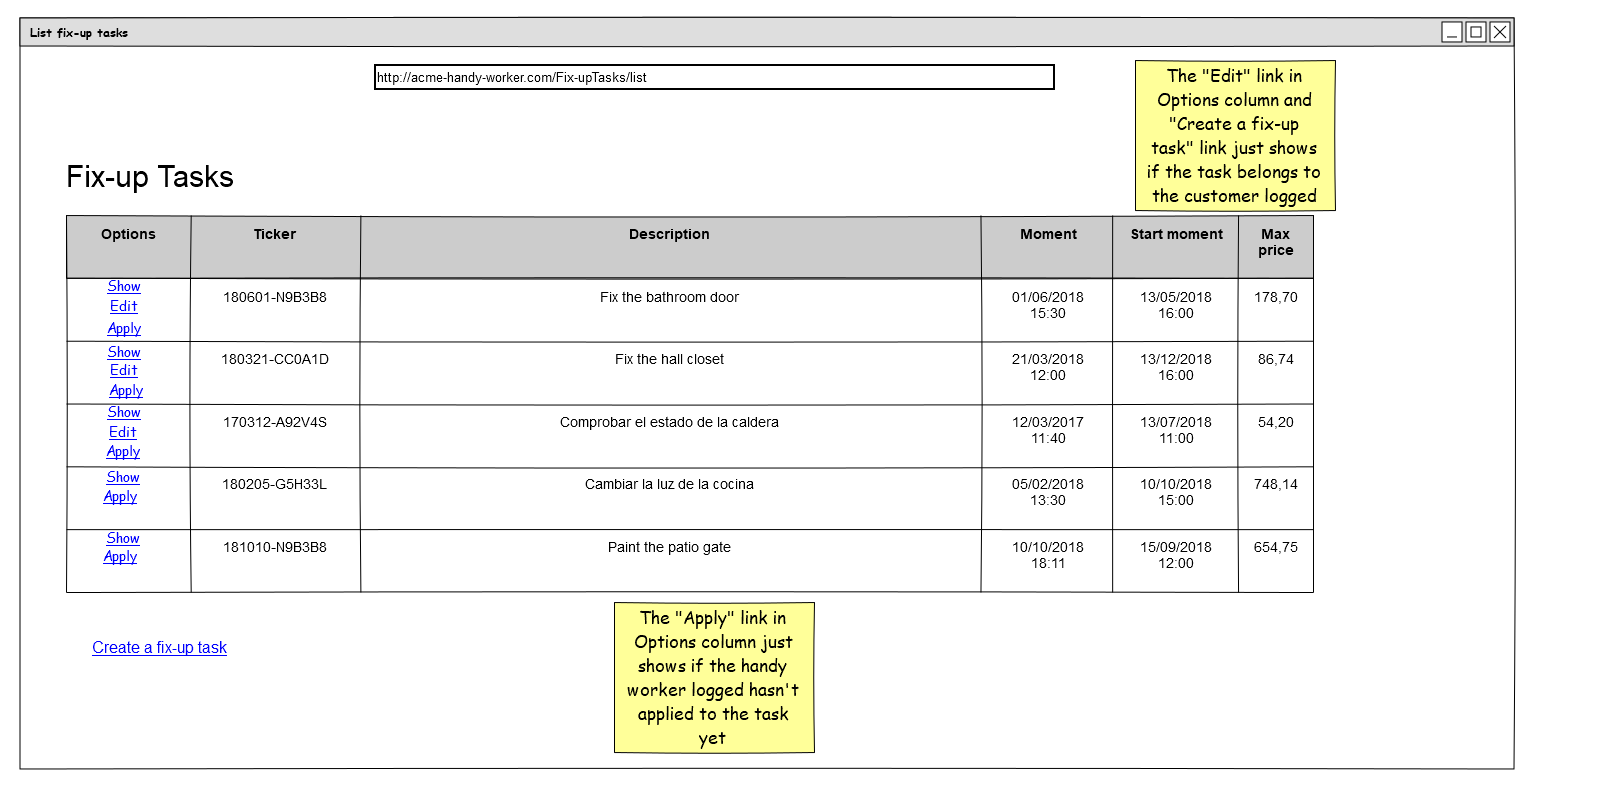 List fix-up tasks
http://acme-handy-worker.com/Fix-upTasks/list
The "Edit" link in
Options column and
"Create a fix-up
task" link just shows
if the task belongs to
the customer logged
Fix-up Tasks
Options Ticker Description Moment Start moment Max
price
Show
Edit
Apply
180601-N9B3B8 Fix the bathroom door 01/06/2018 13/05/2018 178,70
15:30 16:00
Show
Edit
Apply
180321-CC0A1D Fix the hall closet 21/03/2018 13/12/2018 86,74
12:00 16:00
Show
Edit
Apply
170312-A92V4S Comprobar el estado de la caldera 12/03/2017 13/07/2018 54,20
11:40 11:00
Show
Apply
180205-G5H33L Cambiar la luz de la cocina 05/02/2018 10/10/2018 748,14
13:30 15:00
Show
Apply
181010-N9B3B8 Paint the patio gate 10/10/2018 15/09/2018 654,75
18:11 12:00
Create a fix-up task
The "Apply" link in
Options column just
shows if the handy
worker logged hasn't
applied to the task
yet